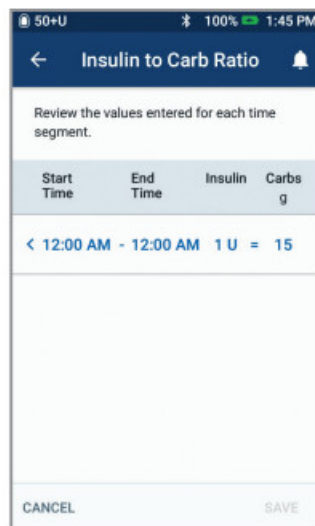 50+U 100% 1:45 PM
Insulin to Carb Ratio
Review the values entered for each time
segment.
Start End Insulin Carbs
Time Time g
< 12:00 AM - 12:00 AM 1 U = 15
CANCEL SAVE